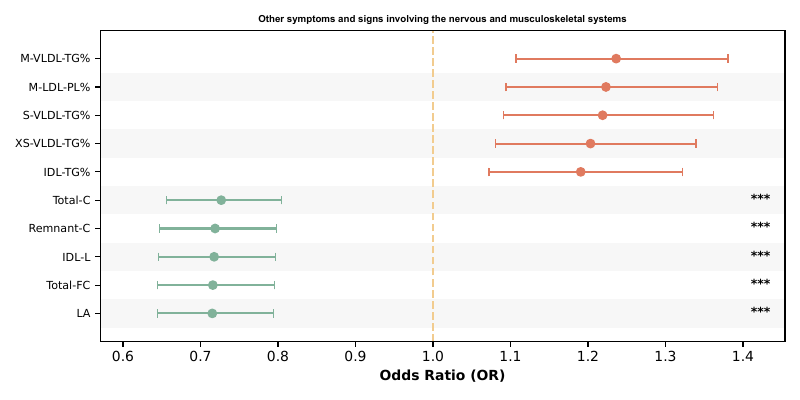 Other symptoms and signs involving the nervous and musculoskeletal systems
M-VLDL-TG%
M-LDL-PL%
S-VLDL-TG%
XS-VLDL-TG%
IDL-TG%
Total-C ***
Remnant-C ***
IDL-L ***
Total-FC ***
LA ***
0.6 0.7 0.8 0.9 1.0 1.1 1.2 1.3 1.4
Odds Ratio (OR)